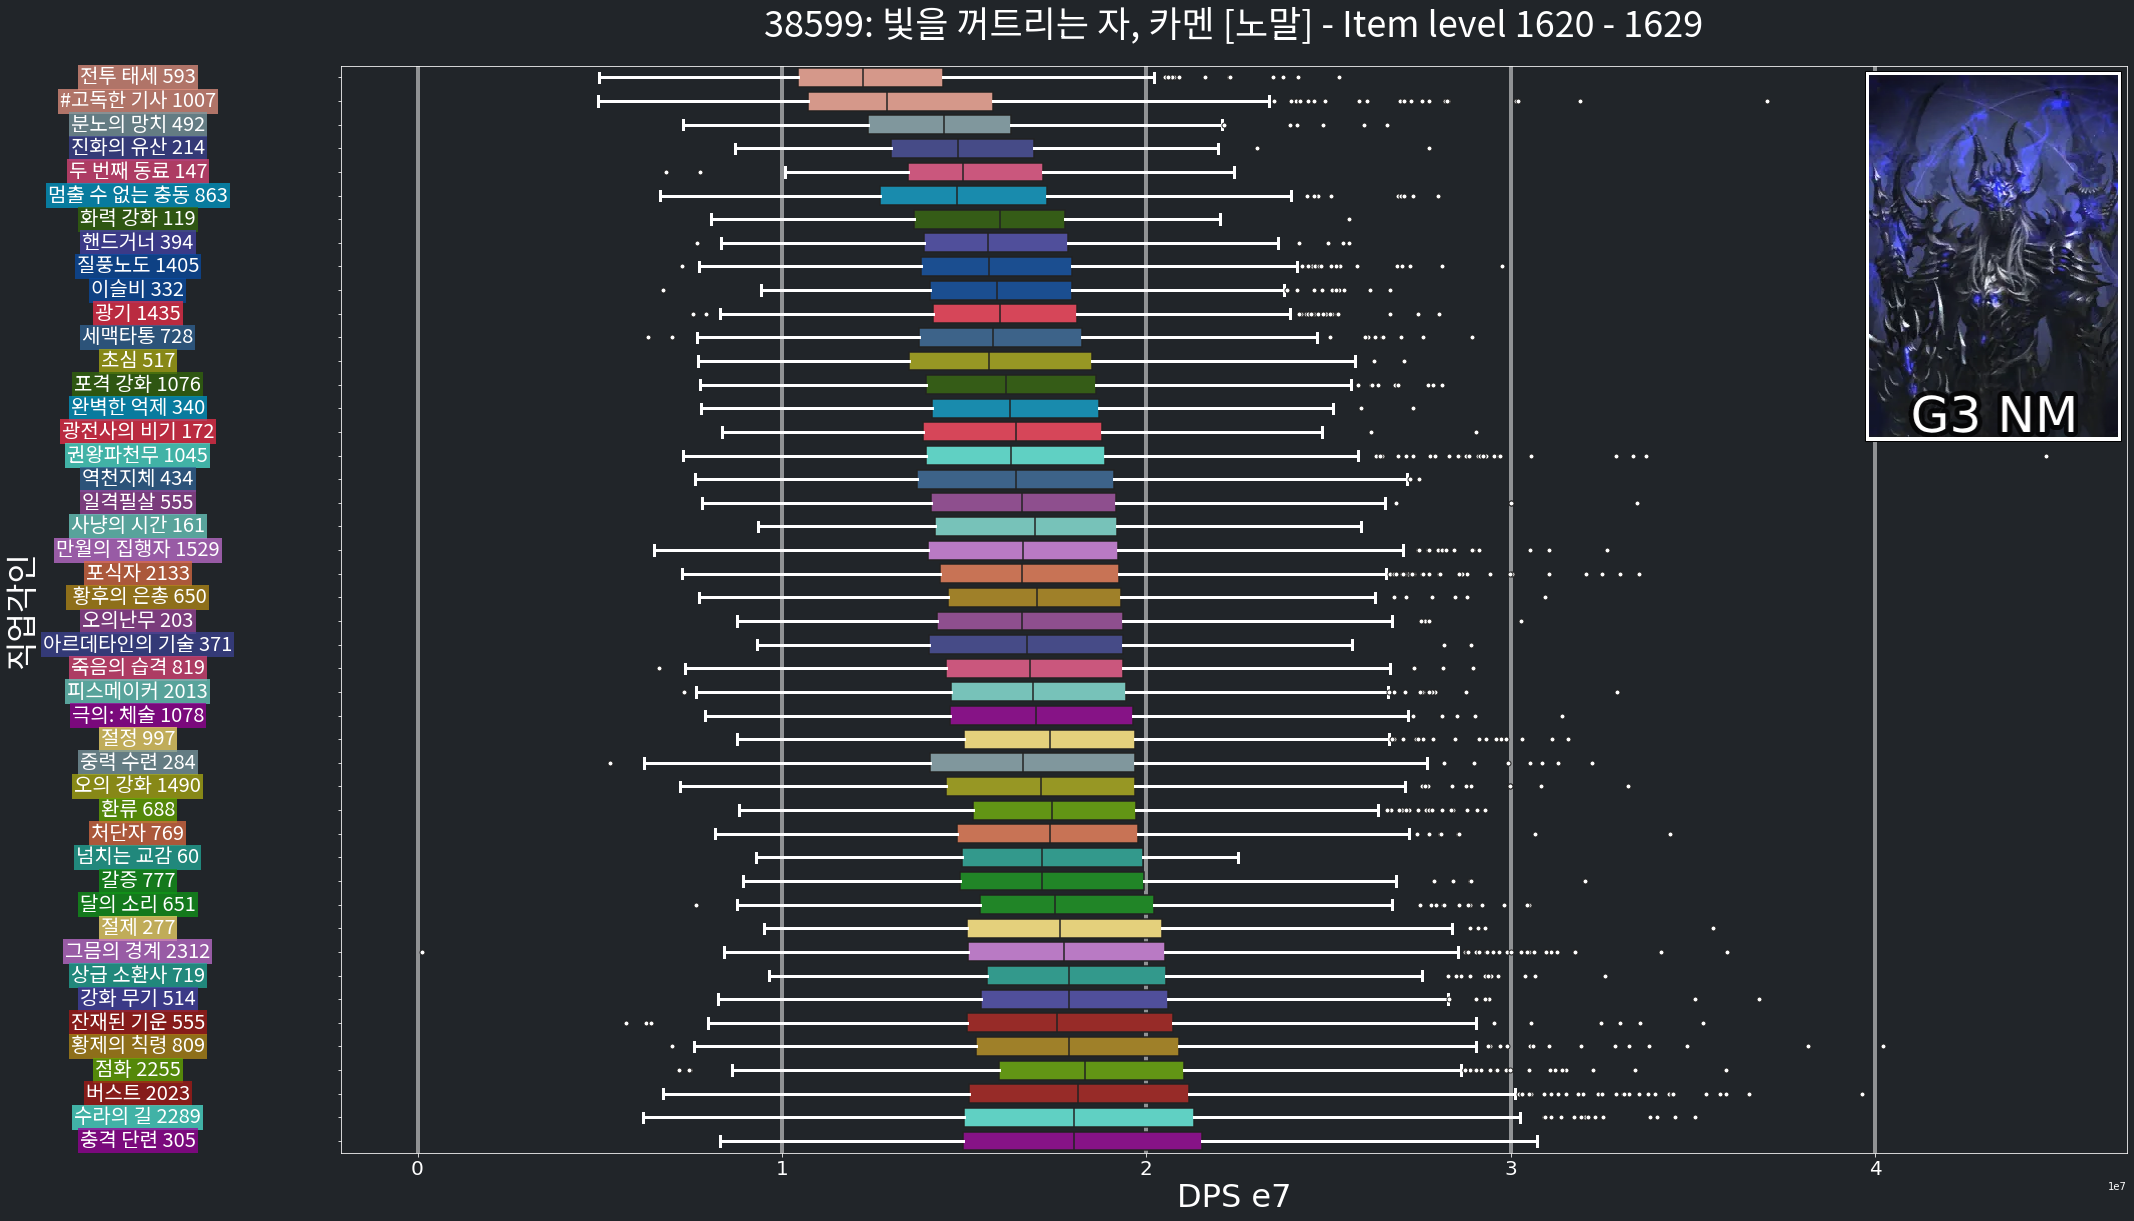 38599: 빛을 꺼트리는 자, 카멘 [노말] - Item level 1620 - 1629
전투 태세 593
#고독한 기사 1007
분노의 망치 492
진화의 유산 214
두 번째 동료 147
멈출 수 없는 충동 863
화력 강화 119
핸드거너 394
질풍노도 1405
이슬비 332
광기 1435
세맥타통 728
초심 517
포격 강화 1076
완벽한 억제 340
광전사의 비기 172
권왕파천무 1045
역천지체 434
일격필살 555
사냥의 시간 161
만월의 집행자 1529
포식자 2133
황후의 은총 650
오의난무 203
아르데타인의 기술 371
죽음의 습격 819
피스메이커 2013
극의: 체술 1078
절정 997
중력 수련 284
오의 강화 1490
환류 688
처단자 769
넘치는 교감 60
갈증 777
달의 소리 651
절제 277
그믐의 경계 2312
상급 소환사 719
강화 무기 514
잔재된 기운 555
황제의 칙령 809
점화 2255
버스트 2023
수라의 길 2289
충격 단련 305
직업각인
G3 NM
0 1 2 3 4
DPS e7
1e7